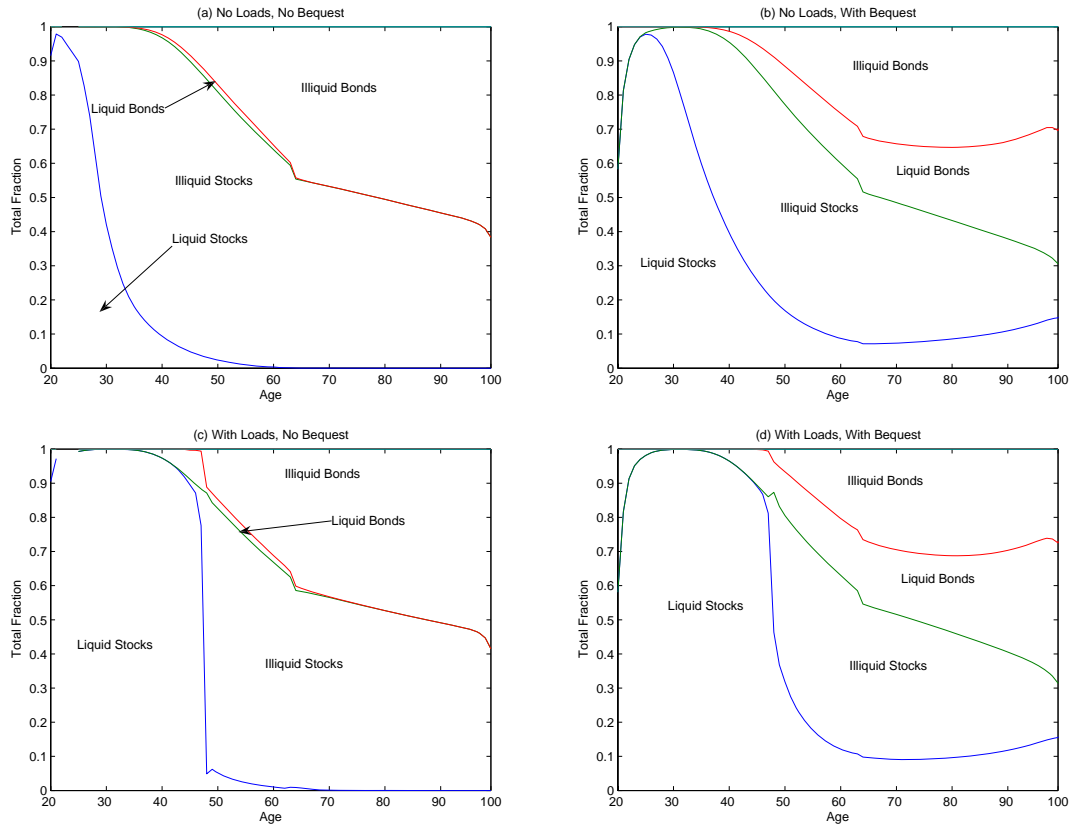 (a) No Loads, No Bequest
1
0.9
0.8
0.7
0.6
0.5
0.4
0.3
0.2
0.1
0
Total Fraction
Illiquid Bonds
Liquid Bonds
Illiquid Stocks
Liquid Stocks
20 30 40 50 60 70 80 90 100
Age
(b) No Loads, With Bequest
1
0.9
0.8
0.7
0.6
0.5
0.4
0.3
0.2
0.1
0
Total Fraction
Illiquid Bonds
Liquid Bonds
Illiquid Stocks
Liquid Stocks
20 30 40 50 60 70 80 90 100
Age
(c) With Loads, No Bequest
1
0.9
0.8
0.7
0.6
0.5
0.4
0.3
0.2
0.1
0
Total Fraction
Illiquid Bonds
Liquid Bonds
Liquid Stocks
Illiquid Stocks
20 30 40 50 60 70 80 90 100
Age
(d) With Loads, With Bequest
1
0.9
0.8
0.7
0.6
0.5
0.4
0.3
0.2
0.1
0
Total Fraction
Illiquid Bonds
Liquid Bonds
Liquid Stocks
Illiquid Stocks
20 30 40 50 60 70 80 90 100
Age